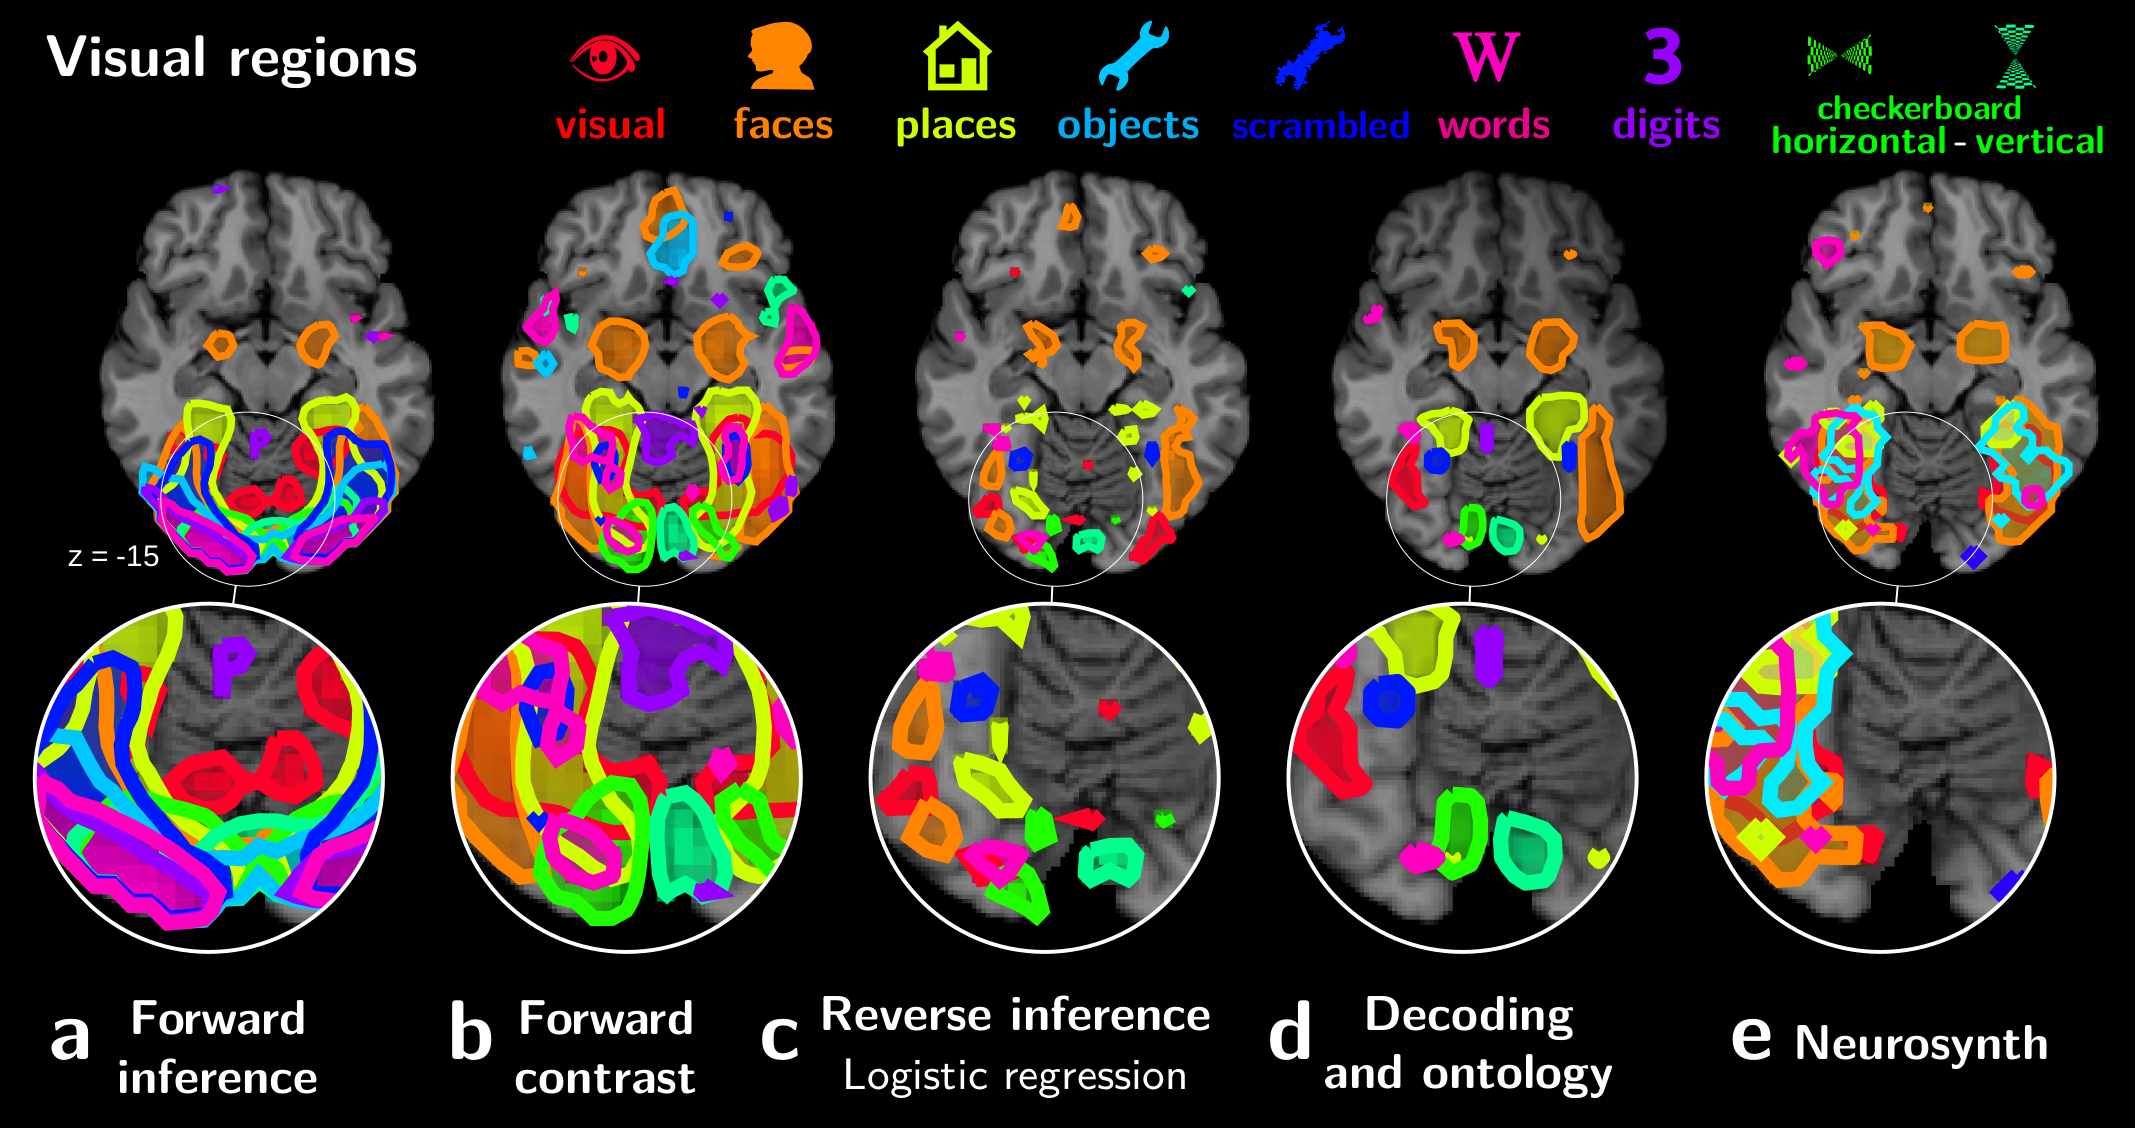 Visual regions
W
3
visual
faces
places
objects
scrambled
words
digits
checkerboard
horizontal - vertical
z = -15
a
Forward
inference
b
Forward
contrast
c
Reverse inference
Logistic regression
d
Decoding
and ontology
e
Neurosynth